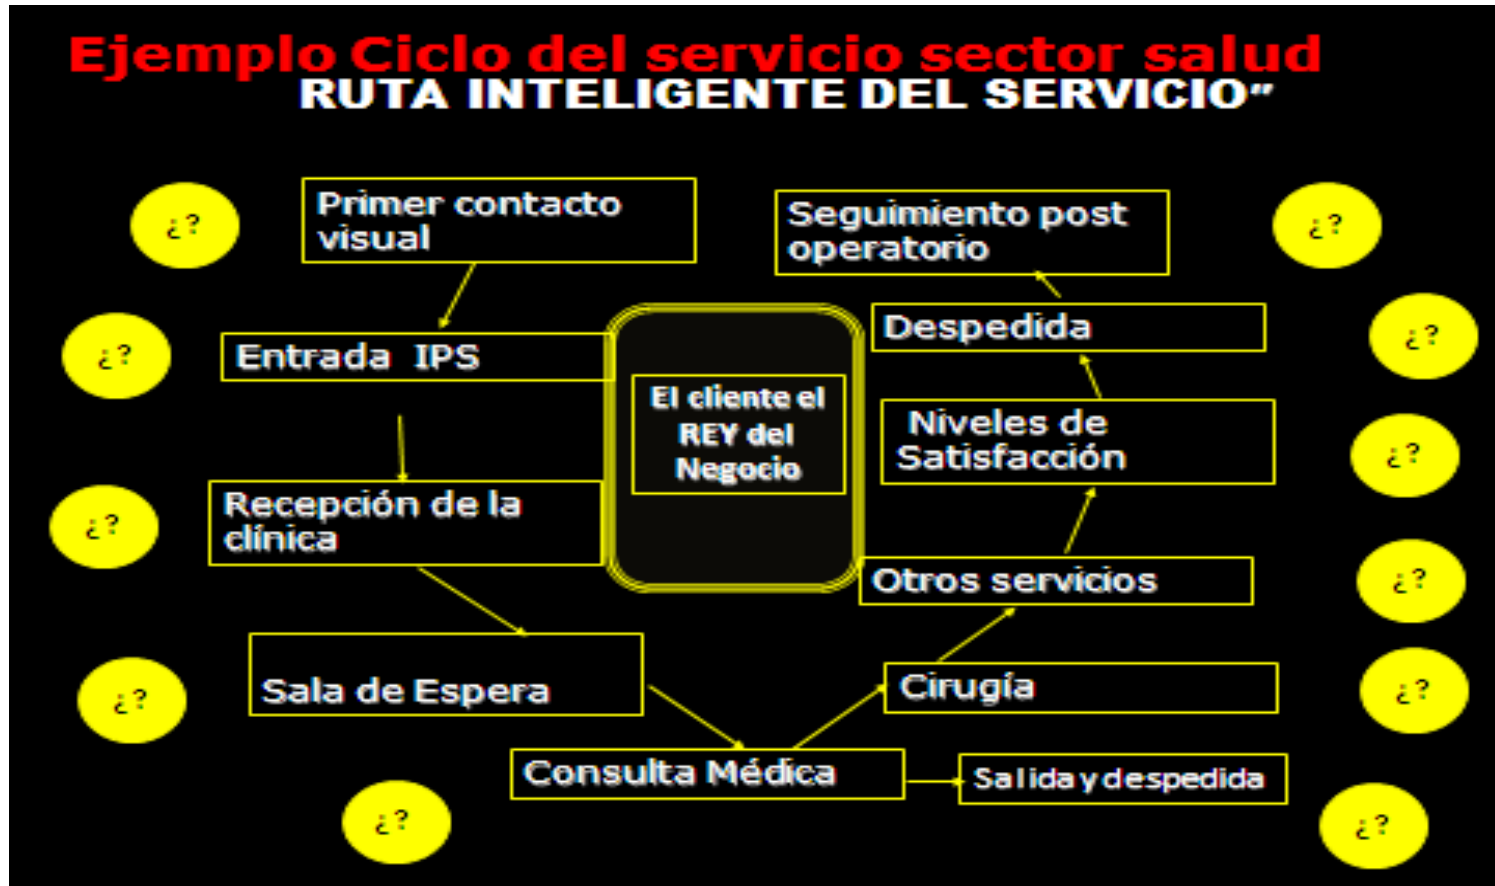 Ejemplo Ciclo del servicio sector salud
RUTA INTELIGENTE DEL SERVICIO”
¿?
Primer contacto
visual
¿?
Entrada  IPS
¿?
Recepción de la
clínica
¿?
Sala de Espera
¿?
Consulta Médica
Salida y despedida
¿?
El cliente el
REY del
Negocio
Cirugía
¿?
Otros servicios
¿?
Niveles de
Satisfacción
¿?
Despedida
¿?
Seguimiento post
operatorio
¿?